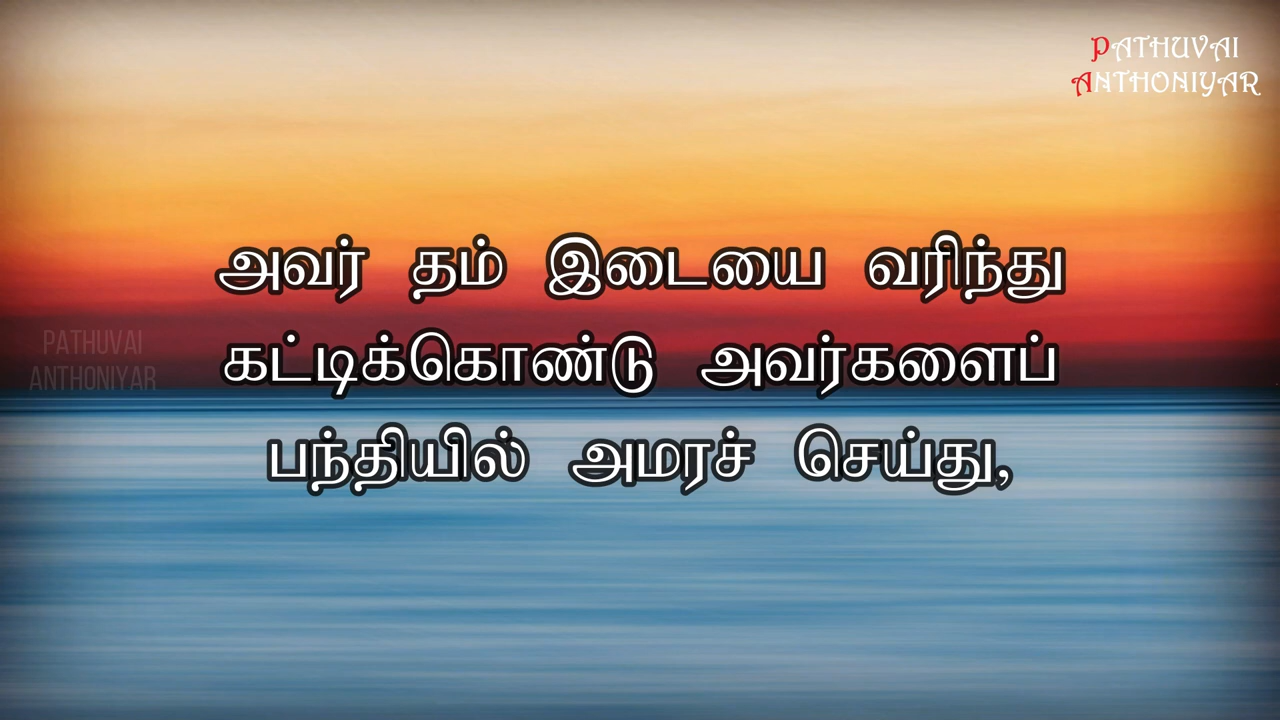 PATHUVAI
ANTHONIYAR
அவர் தம் இடையை வரிந்து
கட்டிக்கொண்டு அவர்களைப்
பந்தியில் அமரச் செய்து,
PATHUVAI
ANTHONIYAR